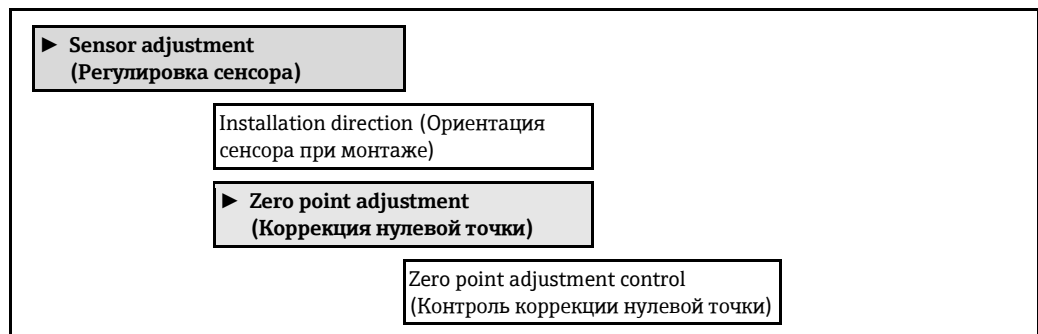 ► Sensor adjustment
(Регулировка сенсора)
Installation direction (Ориентация
сенсора при монтаже)
► Zero point adjustment
(Коррекция нулевой точки)
Zero point adjustment control
(Контроль коррекции нулевой точки)